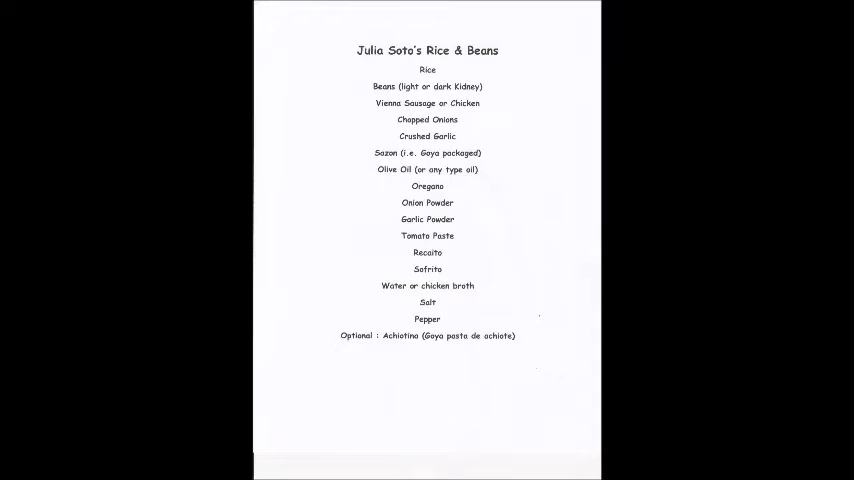 Julia Soto's Rice & Beans
Rice
Beans (light or dark Kidney)
Vienna Sausage or Chicken
Chopped Onions
Crushed Garlic
Sazon (i.e. Goya packaged)
Olive Oil (or any type oil)
Oregano
Onion Powder
Garlic Powder
Tomato Paste
Recaito
Sofrito
Water or chicken broth
Salt
Pepper
Optional : Achiotina (Goya pasta de achiote)